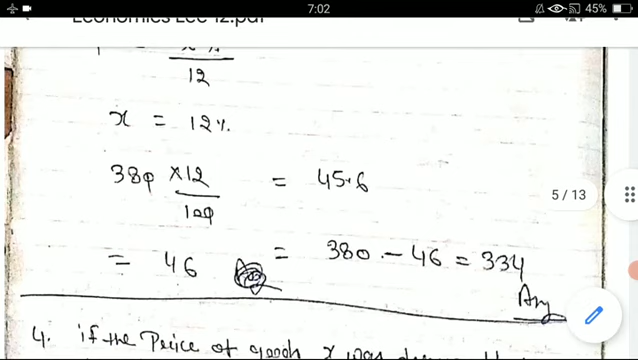 7:02
45%
Economics Lec 12.pdf
12
x = 12%
380 × 12 / 100 = 45.6
5 / 13
= 46 = 380 - 46 = 334
Ans
4. if the Price of good x was